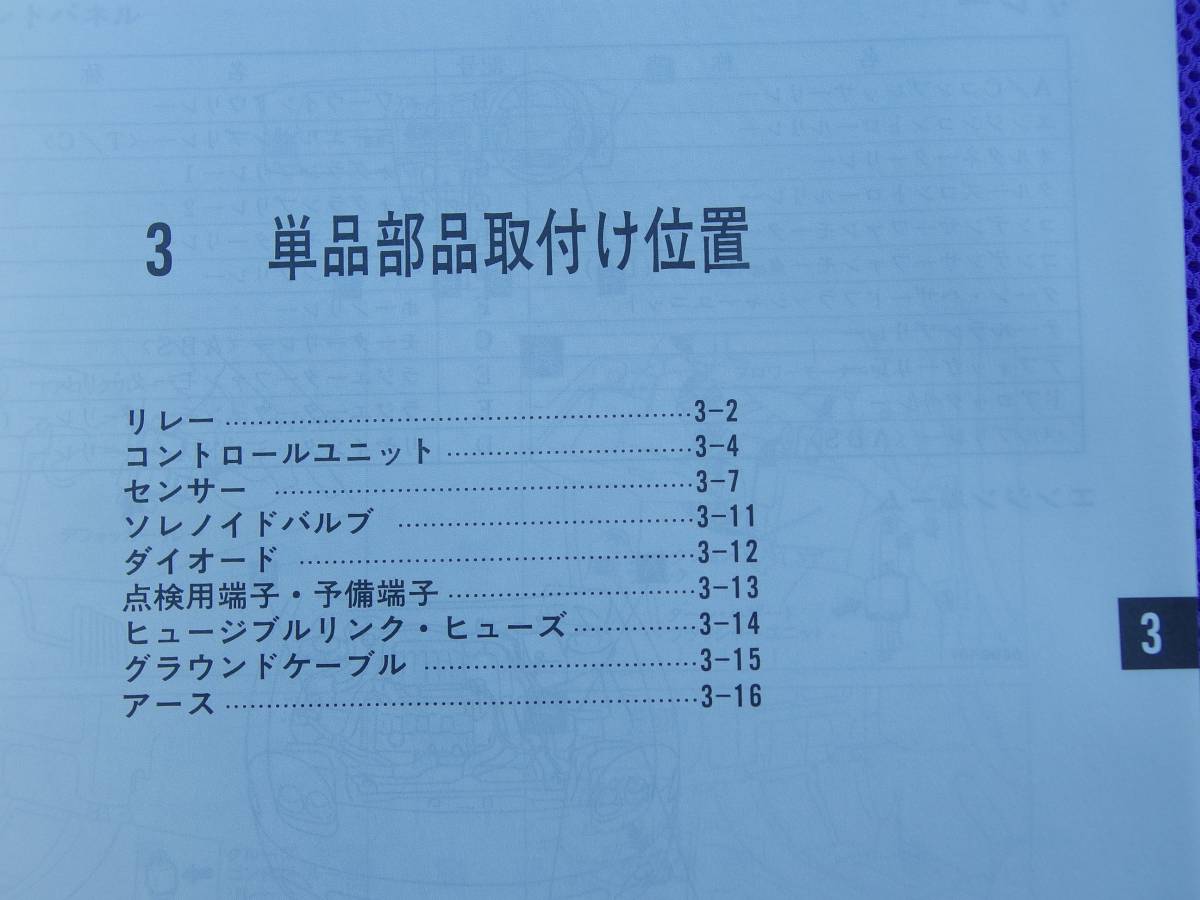 3 単品部品取付け位置
リレー ……………………………… 3-2
コントロールユニット ……………… 3-4
センサー ……………………………… 3-7
ソレノイドバルブ …………………… 3-11
ダイオード …………………………… 3-12
点検用端子・予備端子 ……………… 3-13
ヒュージブルリンク・ヒューズ ……… 3-14
グラウンドケーブル ………………… 3-15
アース ………………………………… 3-16
3